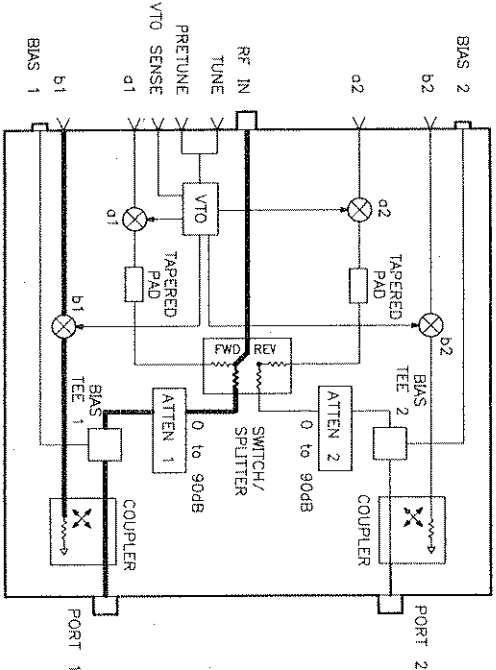 BIAS 1
b1
VTO SENSE
a1
PRETUNE
TUNE
RF IN
a2
b2
BIAS 2
VTO
a1
a2
TAPERED
PAD
TAPERED
PAD
b1
b2
FWD
REV
BIAS
TEE 1
ATTEN 1
0 to 90dB
SWITCH/
SPLITTER
ATTEN 2
0 to 90dB
BIAS
TEE 2
COUPLER
COUPLER
PORT 1
PORT 2